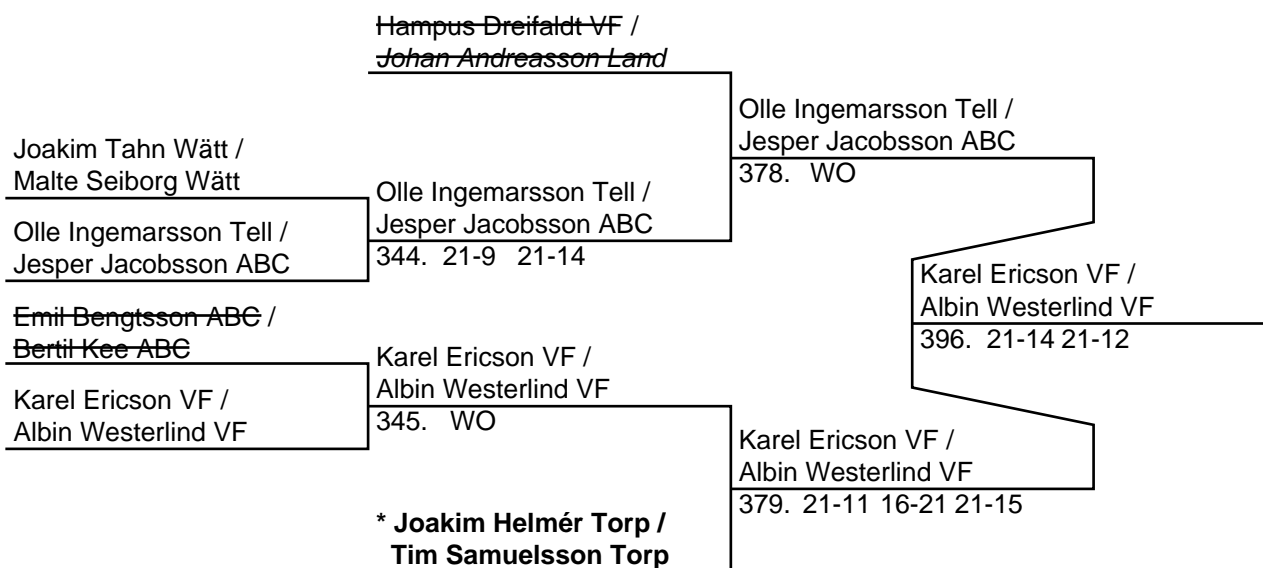 Hampus Dreifaldt VF /
Johan Andreasson Land
Olle Ingemarsson Tell /
Jesper Jacobsson ABC
378. WO
Joakim Tahn Wätt /
Malte Seiborg Wätt
Olle Ingemarsson Tell /
Jesper Jacobsson ABC
344. 21-9 21-14
Olle Ingemarsson Tell /
Jesper Jacobsson ABC
Karel Ericson VF /
Albin Westerlind VF
396. 21-14 21-12
Emil Bengtsson ABC /
Bertil Kee ABC
Karel Ericson VF /
Albin Westerlind VF
345. WO
Karel Ericson VF /
Albin Westerlind VF
Karel Ericson VF /
Albin Westerlind VF
379. 21-11 16-21 21-15
* Joakim Helmér Torp /
Tim Samuelsson Torp